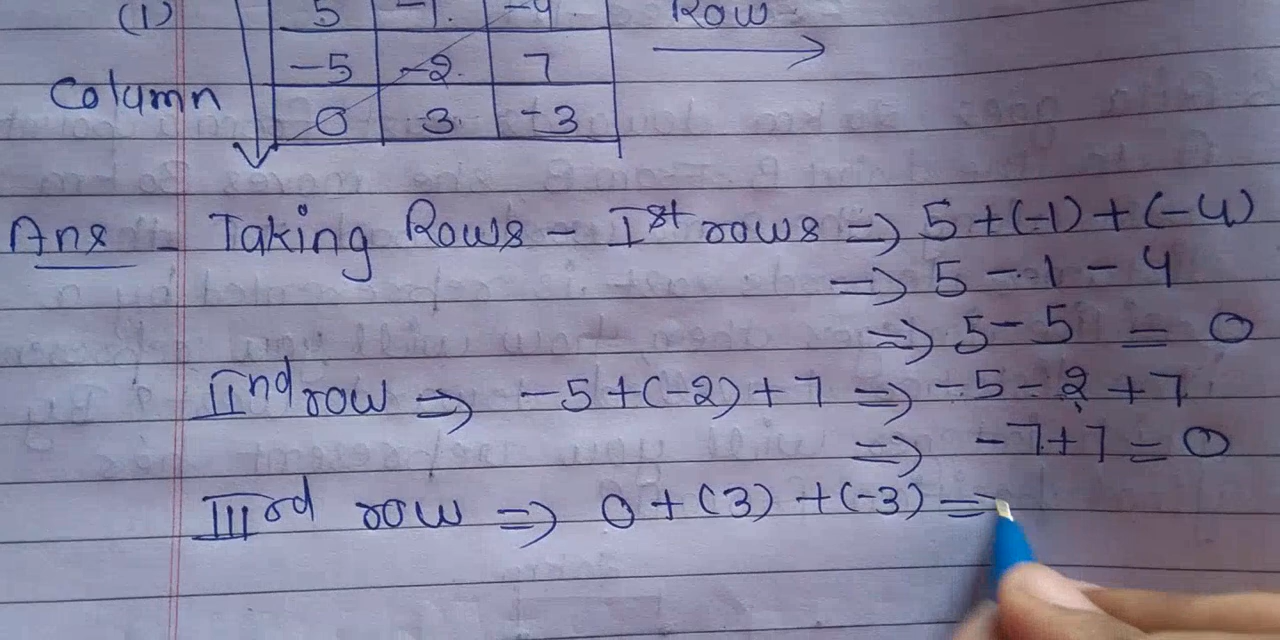 (1) 5 -1 -4 Row
-5 -2 7
Column
0 3 -3
Ans - Taking Rows - Ist rows ⇒ 5 + (-1) + (-4)
⇒ 5 - 1 - 4
⇒ 5 - 5 = 0
IInd row ⇒ -5 + (-2) + 7 ⇒ -5 - 2 + 7
⇒ -7 + 7 = 0
IIIrd row ⇒ 0 + (3) + (-3) ⇒